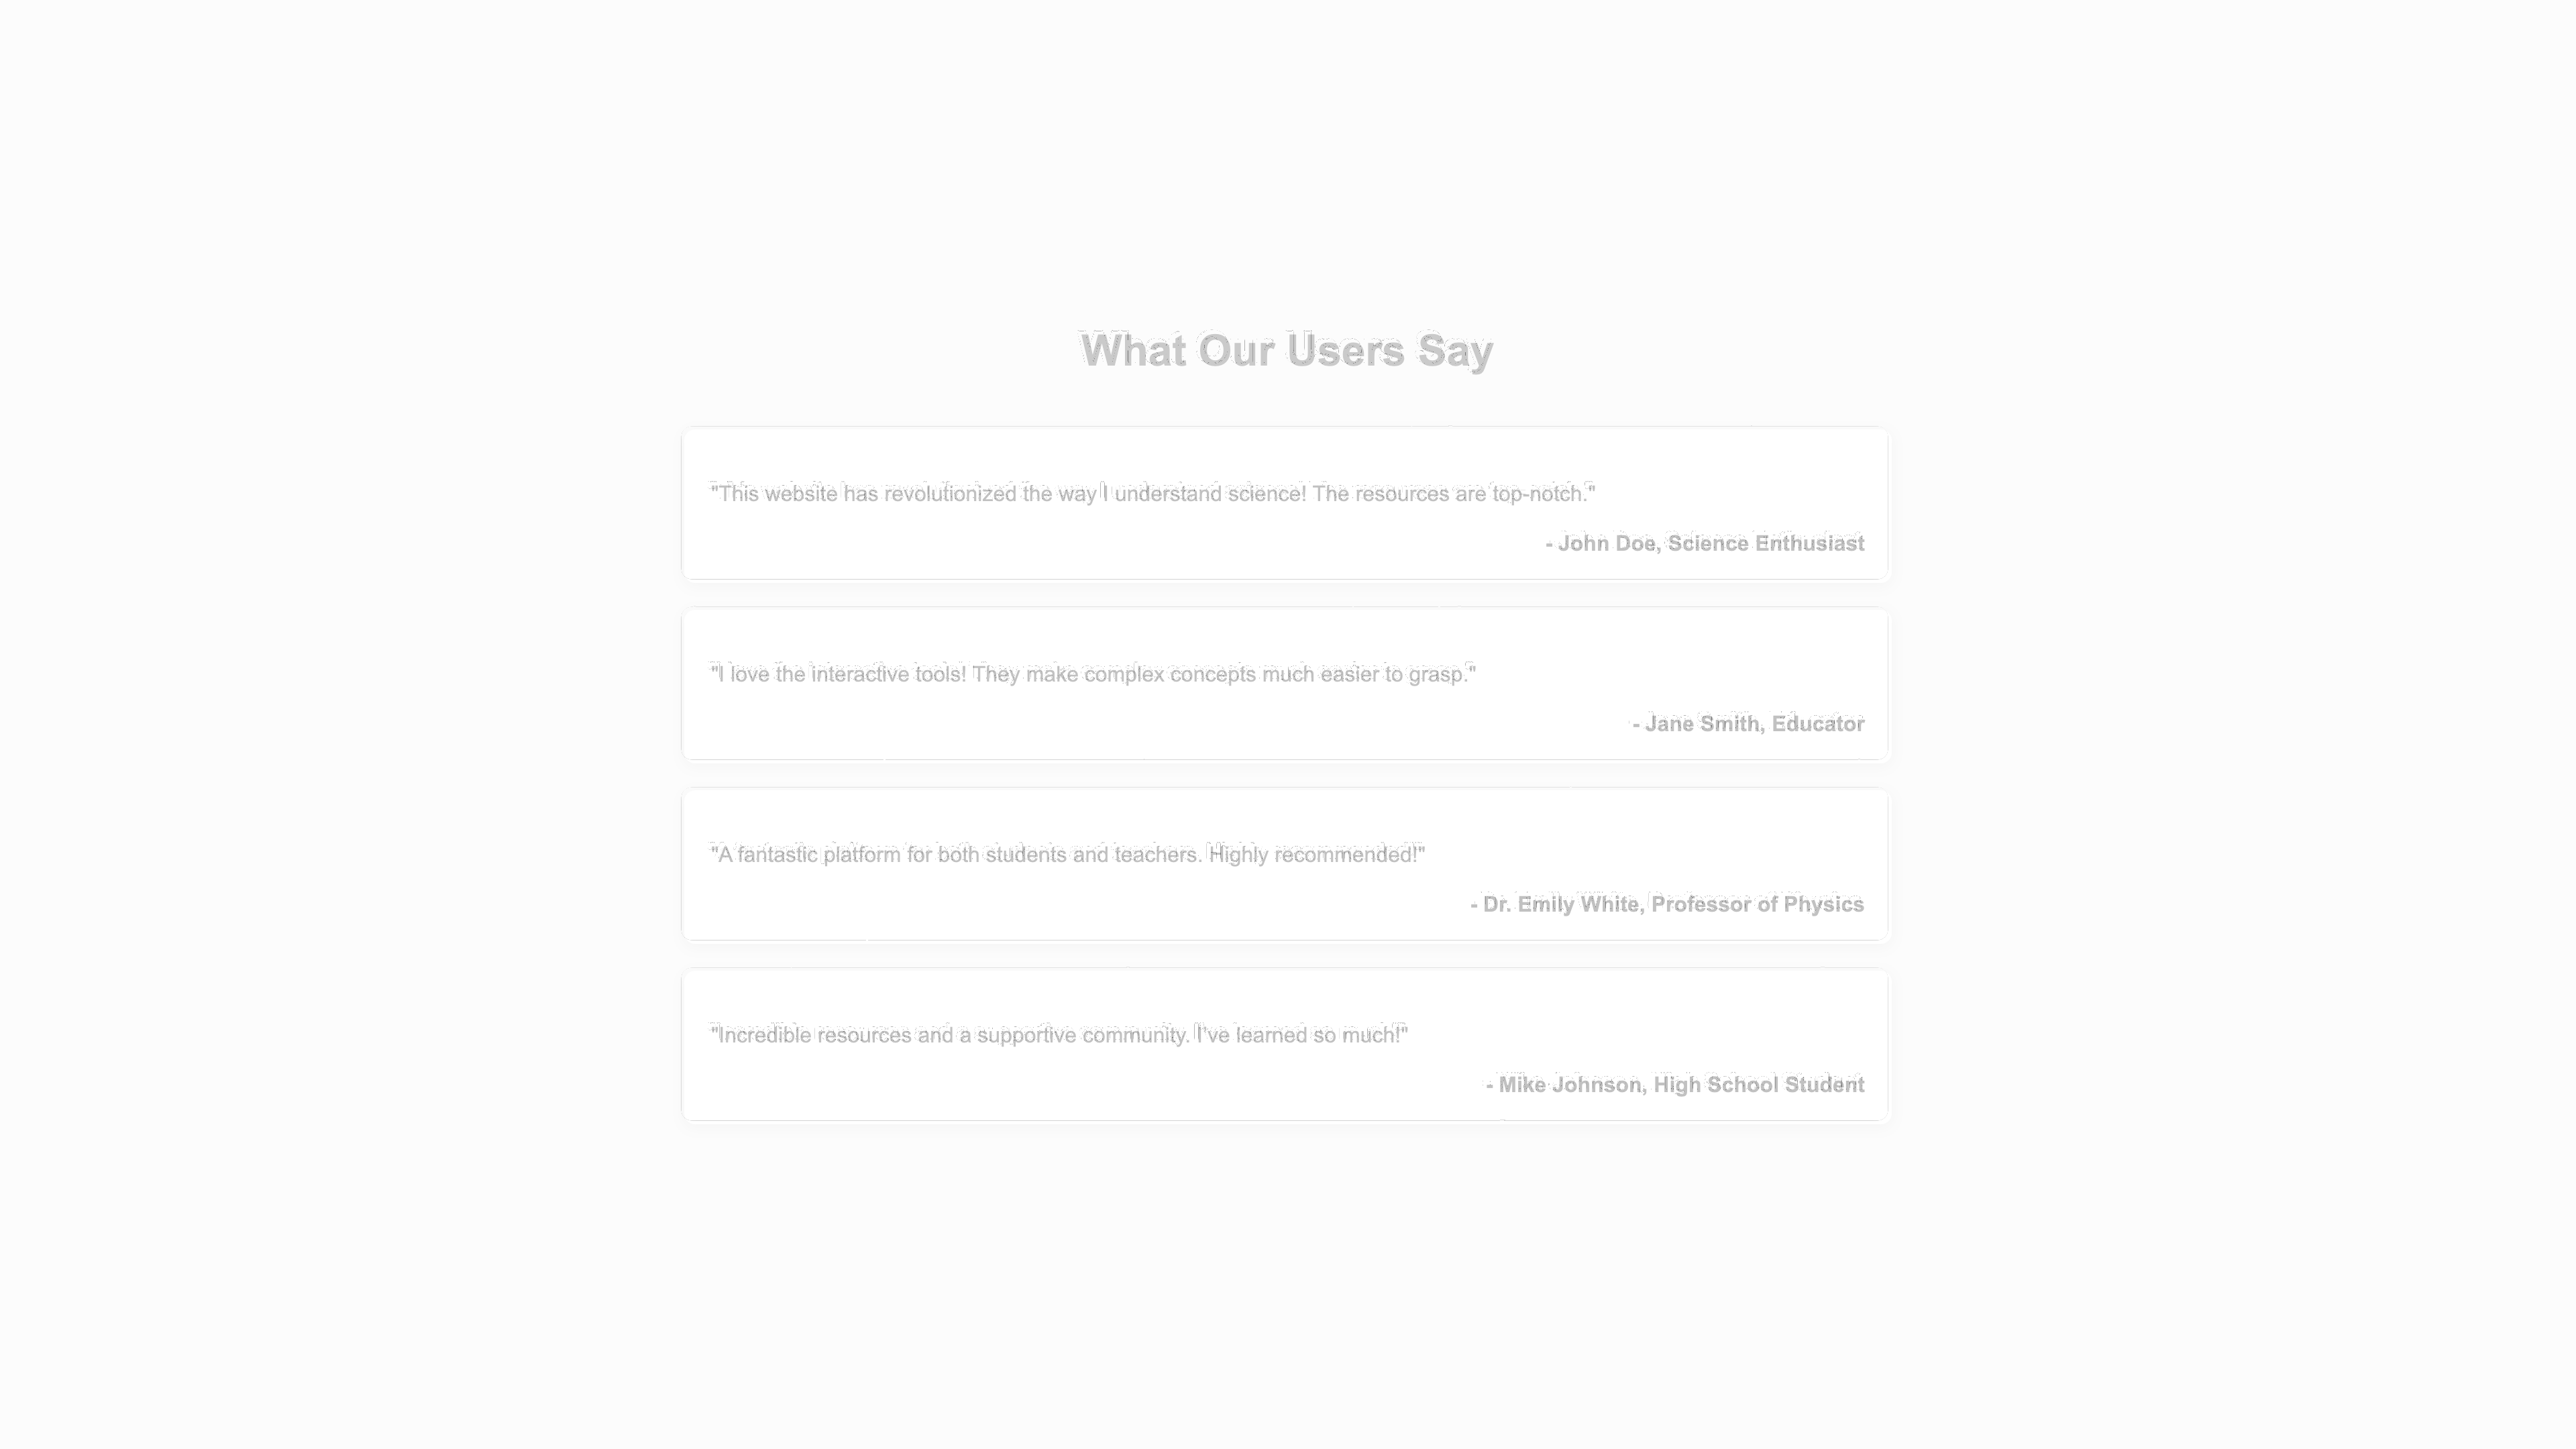 What Our Users Say
"This website has revolutionized the way I understand science! The resources are top-notch."
- John Doe, Science Enthusiast
"I love the interactive tools! They make complex concepts much easier to grasp."
- Jane Smith, Educator
"A fantastic platform for both students and teachers. Highly recommended!"
- Dr. Emily White, Professor of Physics
"Incredible resources and a supportive community. I've learned so much!"
- Mike Johnson, High School Student